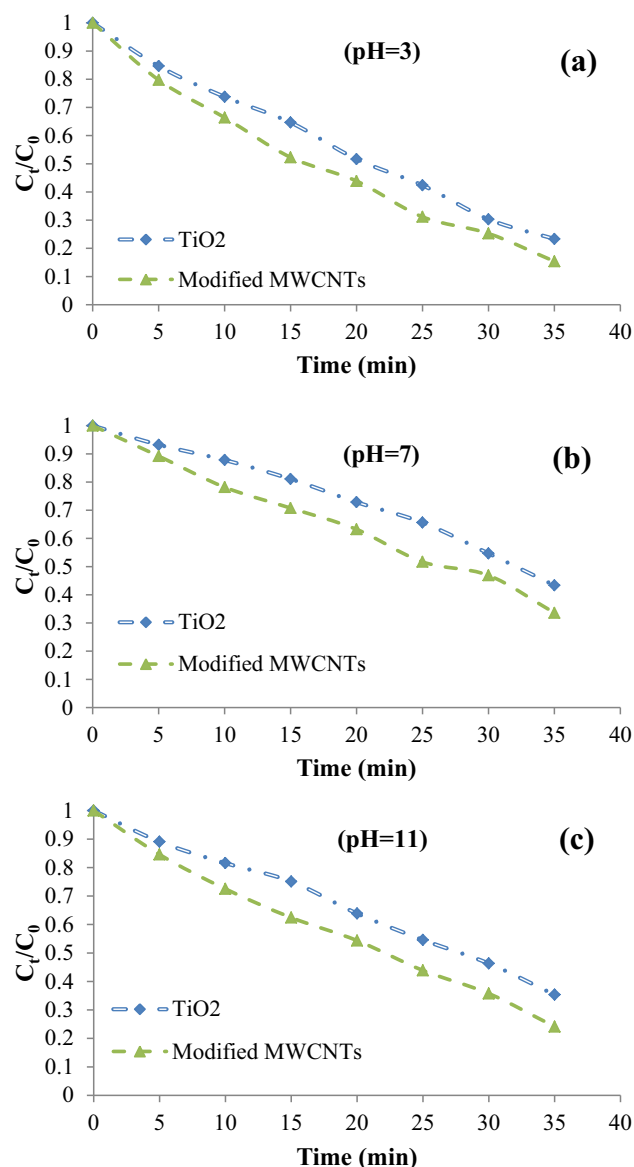 (pH=3)
(a)
1
0.9
0.8
0.7
0.6
0.5
0.4
0.3
0.2
0.1
0
Ct/C0
TiO2
Modified MWCNTs
0 5 10 15 20 25 30 35 40
Time (min)
(pH=7)
(b)
1
0.9
0.8
0.7
0.6
0.5
0.4
0.3
0.2
0.1
0
Ct/C0
TiO2
Modified MWCNTs
0 5 10 15 20 25 30 35 40
Time (min)
(pH=11)
(c)
1
0.9
0.8
0.7
0.6
0.5
0.4
0.3
0.2
0.1
0
Ct/C0
TiO2
Modified MWCNTs
0 5 10 15 20 25 30 35 40
Time (min)